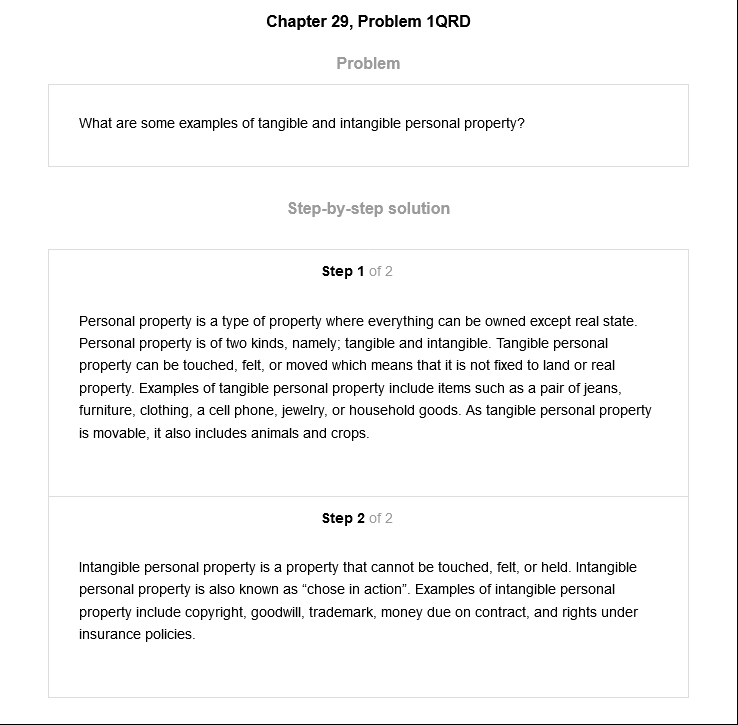 Chapter 29, Problem 1QRD
Problem
What are some examples of tangible and intangible personal property?
Step-by-step solution
Step 1 of 2
Personal property is a type of property where everything can be owned except real state.
Personal property is of two kinds, namely; tangible and intangible. Tangible personal
property can be touched, felt, or moved which means that it is not fixed to land or real
property. Examples of tangible personal property include items such as a pair of jeans,
furniture, clothing, a cell phone, jewelry, or household goods. As tangible personal property
is movable, it also includes animals and crops.
Step 2 of 2
Intangible personal property is a property that cannot be touched, felt, or held. Intangible
personal property is also known as “chose in action”. Examples of intangible personal
property include copyright, goodwill, trademark, money due on contract, and rights under
insurance policies.